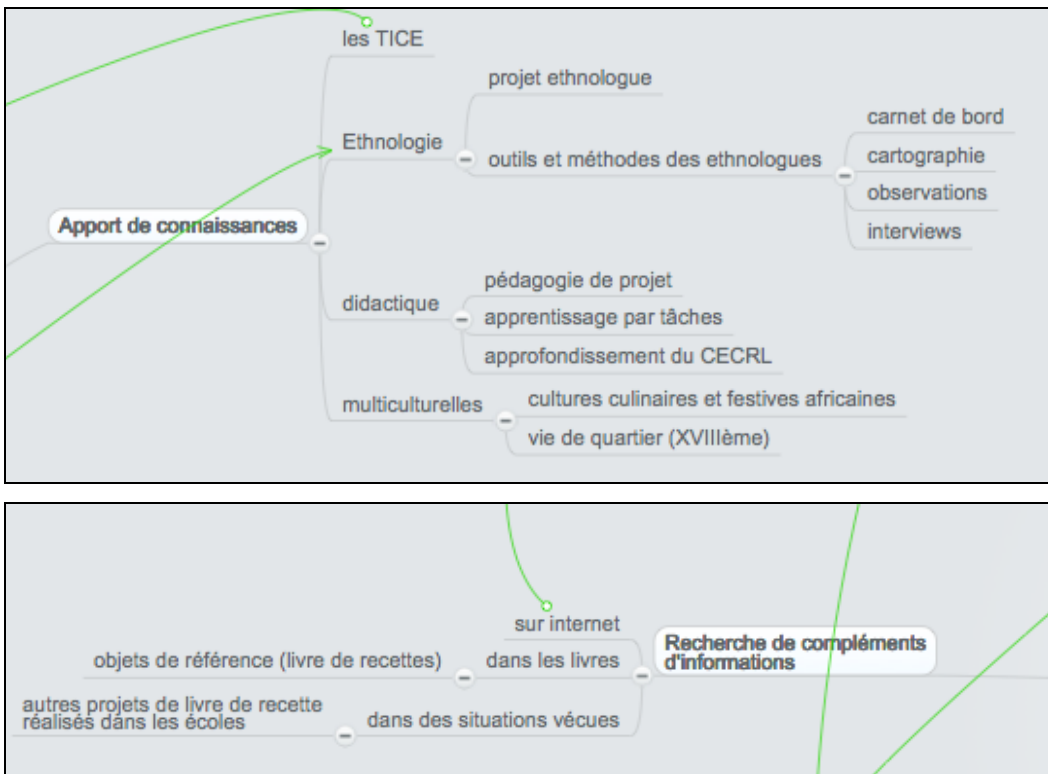 les TICE
projet ethnologue
Ethnologie
outils et méthodes des ethnologues
carnet de bord
cartographie
observations
interviews
Apport de connaissances
didactique
pédagogie de projet
apprentissage par tâches
approfondissement du CECRL
multiculturelles
cultures culinaires et festives africaines
vie de quartier (XVIIIème)
sur internet
Recherche de compléments
d'informations
objets de référence (livre de recettes)
dans les livres
autres projets de livre de recette
réalisés dans les écoles
dans des situations vécues